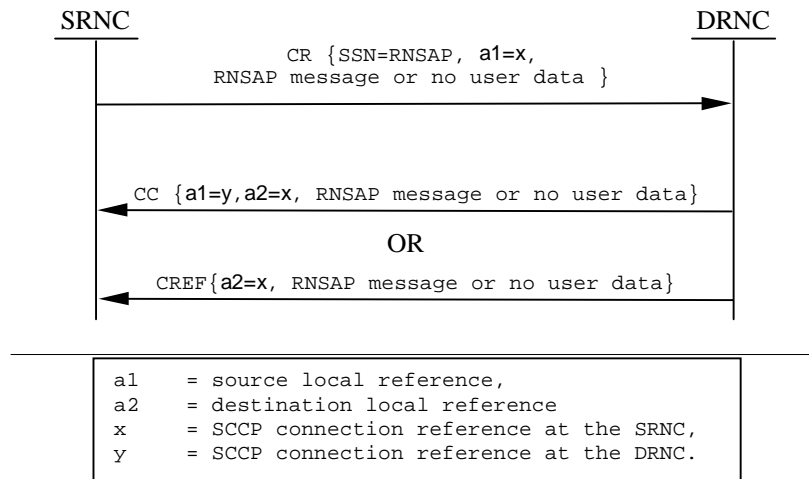 SRNC
DRNC
CR {SSN=RNSAP, a1=x,
RNSAP message or no user data }
CC {a1=y,a2=x, RNSAP message or no user data}
OR
CREF{a2=x, RNSAP message or no user data}
a1 = source local reference,
a2 = destination local reference
x = SCCP connection reference at the SRNC,
y = SCCP connection reference at the DRNC.